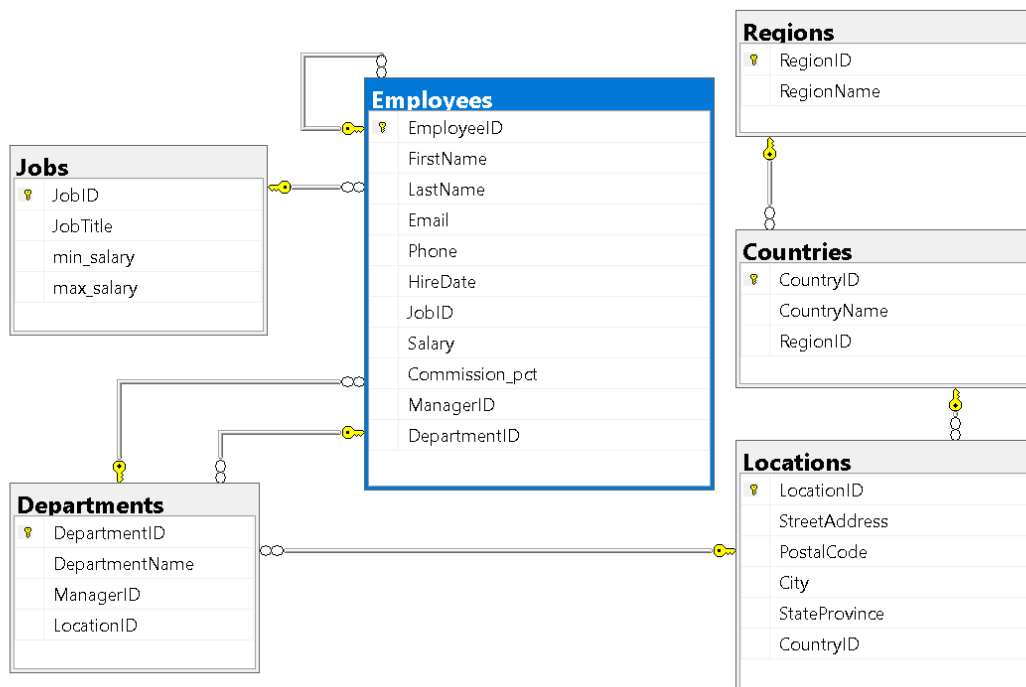 Regions
RegionID
RegionName
Employees
EmployeeID
FirstName
LastName
Email
Phone
HireDate
JobID
Salary
Commission_pct
ManagerID
DepartmentID
Jobs
JobID
JobTitle
min_salary
max_salary
Countries
CountryID
CountryName
RegionID
Departments
DepartmentID
DepartmentName
ManagerID
LocationID
Locations
LocationID
StreetAddress
PostalCode
City
StateProvince
CountryID